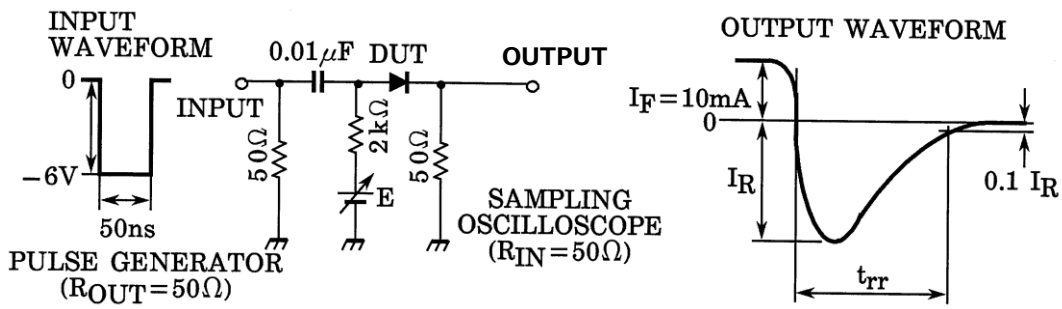 INPUT
WAVEFORM
0
−6V
50ns
PULSE GENERATOR
(ROUT=50Ω)
INPUT
0.01μF
DUT
OUTPUT
50Ω
2kΩ
E
50Ω
SAMPLING
OSCILLOSCOPE
(RIN=50Ω)
OUTPUT WAVEFORM
IF=10mA
0
IR
0.1 IR
trr